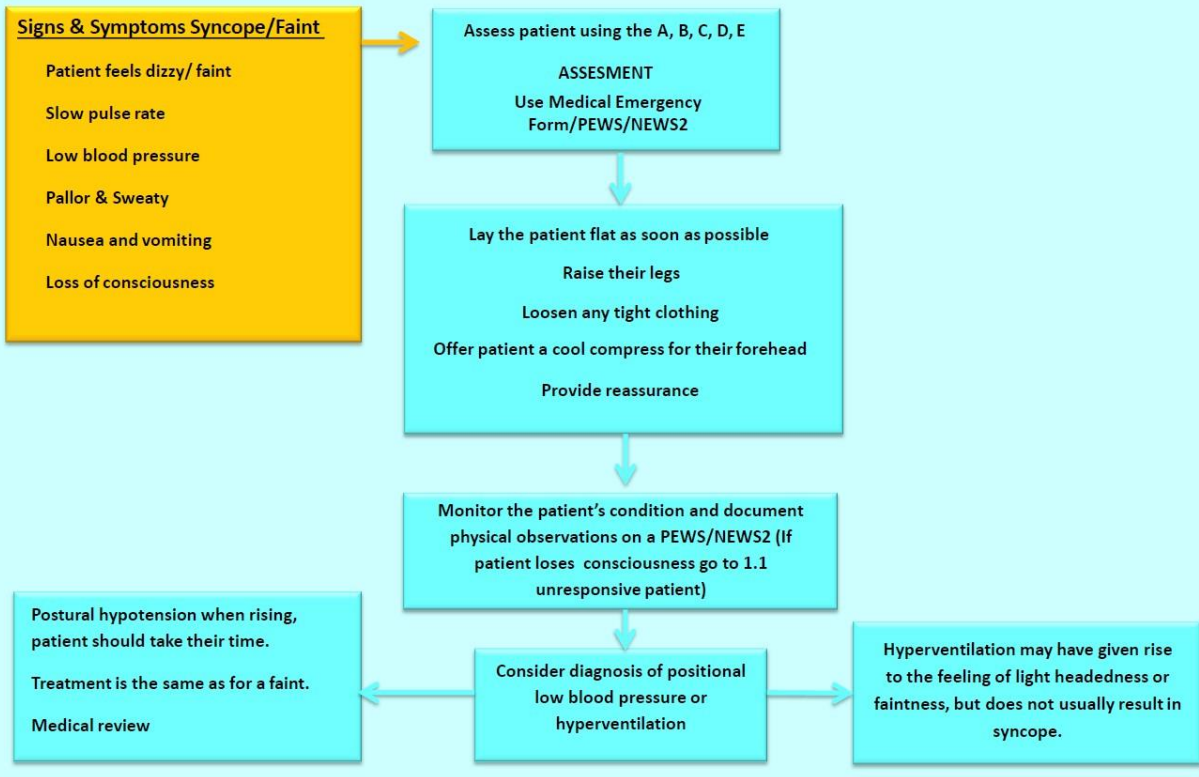 Signs & Symptoms Syncope/Faint
Patient feels dizzy/ faint
Slow pulse rate
Low blood pressure
Pallor & Sweaty
Nausea and vomiting
Loss of consciousness
Assess patient using the A, B, C, D, E
ASSESMENT
Use Medical Emergency
Form/PEWS/NEWS2
Lay the patient flat as soon as possible
Raise their legs
Loosen any tight clothing
Offer patient a cool compress for their forehead
Provide reassurance
Monitor the patient's condition and document
physical observations on a PEWS/NEWS2 (If
patient loses consciousness go to 1.1
unresponsive patient)
Postural hypotension when rising,
patient should take their time.
Treatment is the same as for a faint.
Medical review
Consider diagnosis of positional
low blood pressure or
hyperventilation
Hyperventilation may have given rise
to the feeling of light headedness or
faintness, but does not usually result in
syncope.